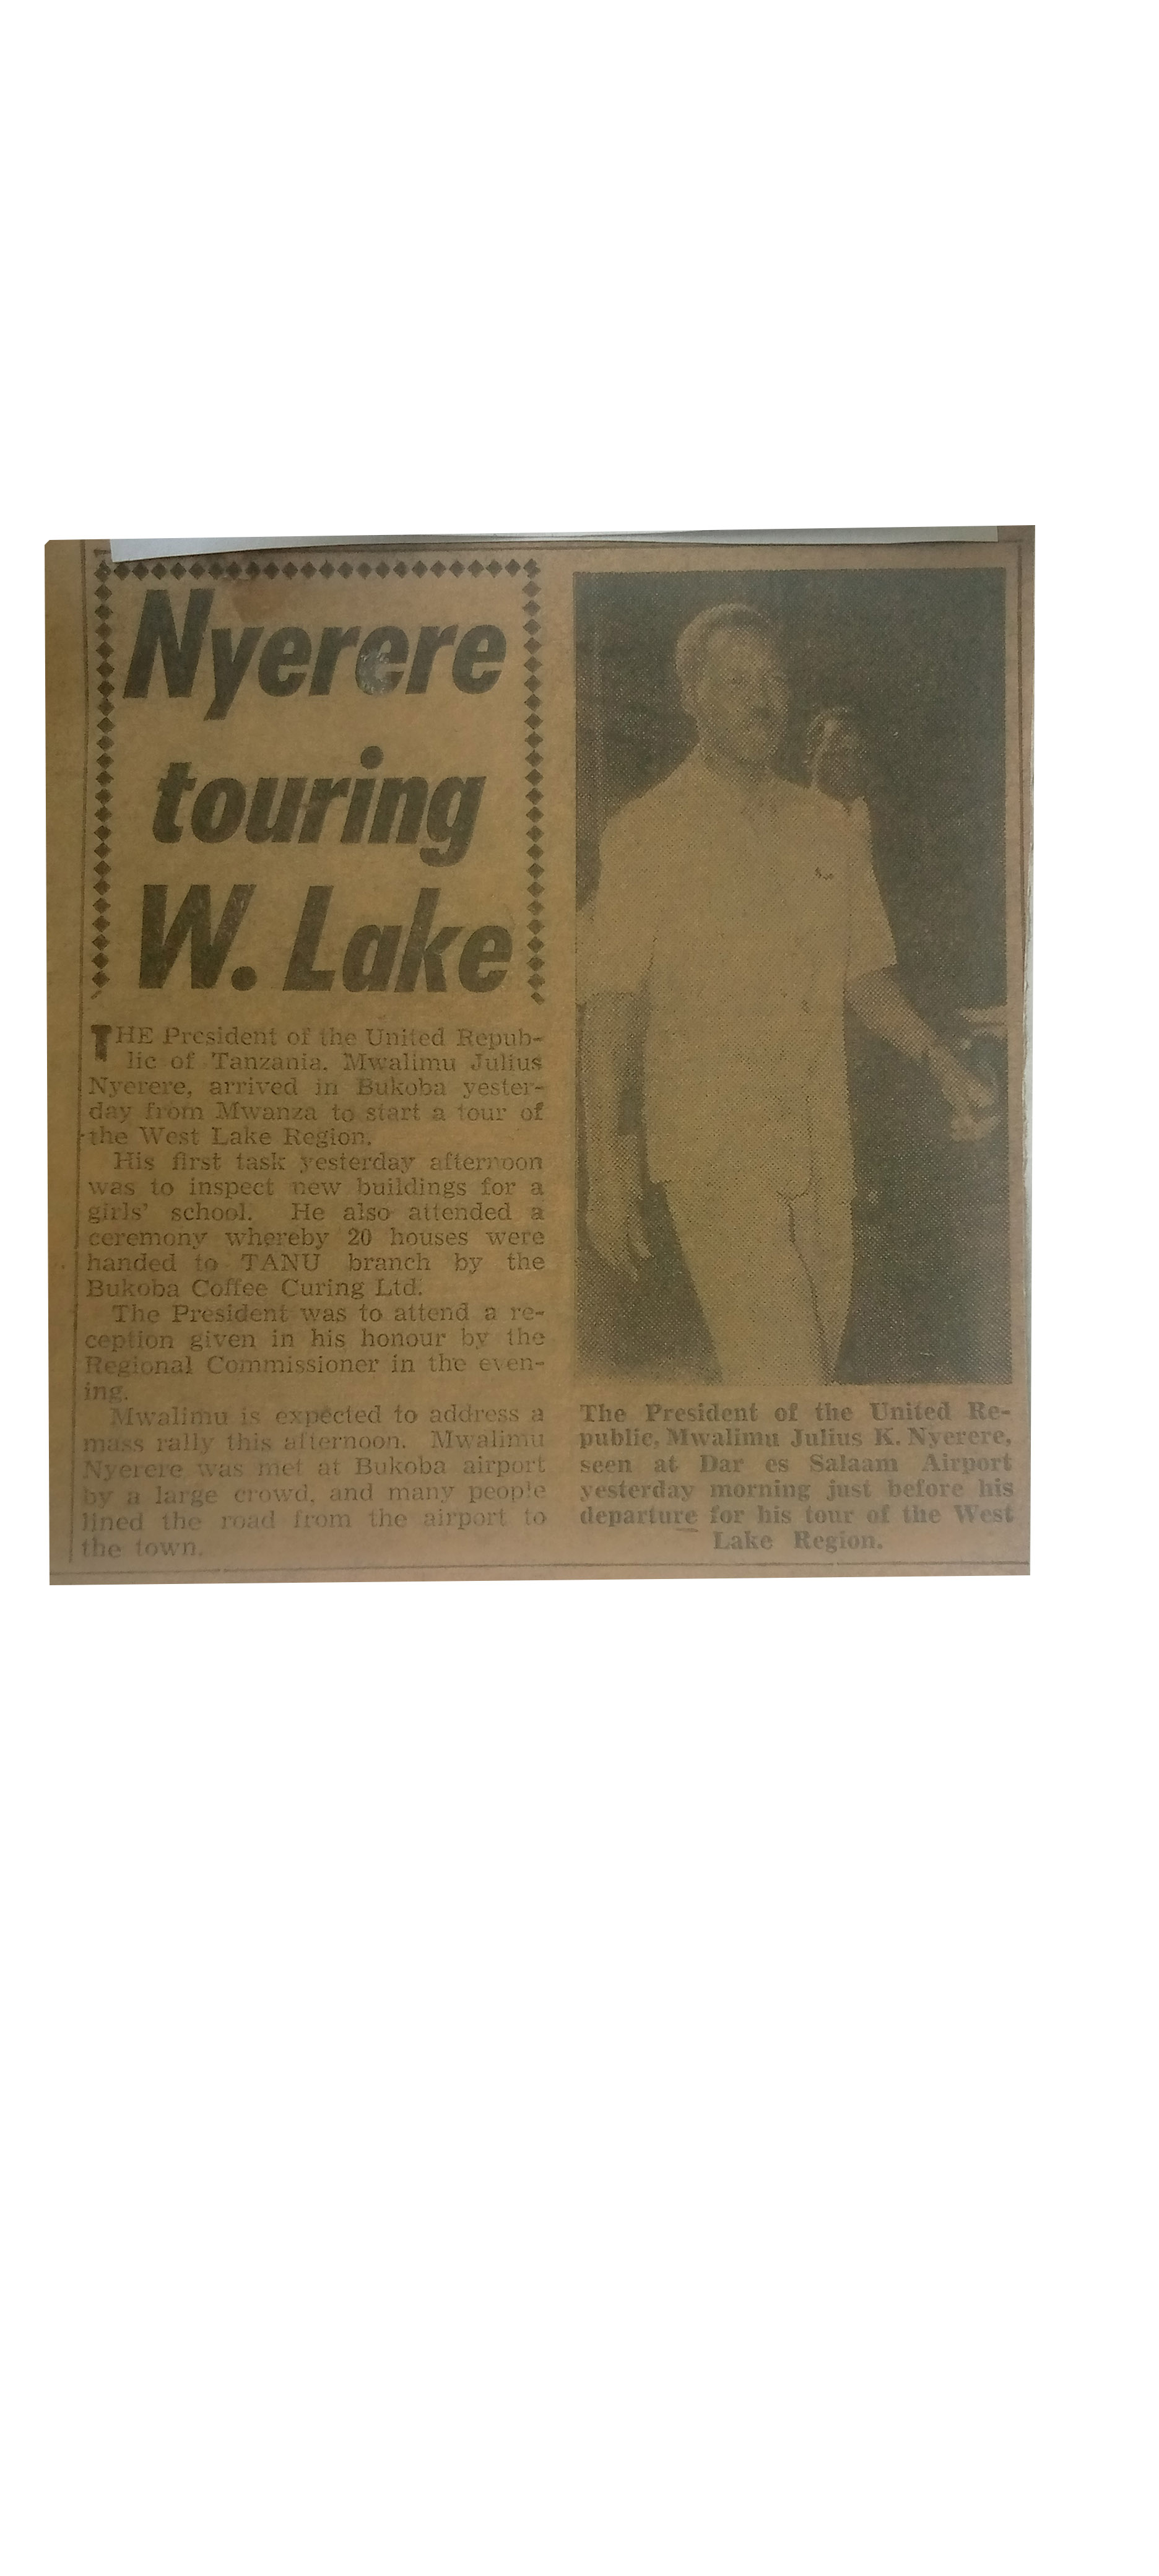 Nyerere
touring
W. Lake
THE President of the United Repub-
lic of Tanzania, Mwalimu Julius
Nyerere, arrived in Bukoba yester-
day from Mwanza to start a tour of
the West Lake Region.
His first task yesterday afternoon
was to inspect new buildings for a
girls' school. He also attended a
ceremony whereby 20 houses were
handed to TANU branch by the
Bukoba Coffee Curing Ltd.
The President was to attend a re-
ception given in his honour by the
Regional Commissioner in the even-
ing.
Mwalimu is expected to address a
mass rally this afternoon. Mwalimu
Nyerere was met at Bukoba airport
by a large crowd, and many people
lined the road from the airport to
the town.
The President of the United Re-
public, Mwalimu Julius K. Nyerere,
seen at Dar es Salaam Airport
yesterday morning just before his
departure for his tour of the West
Lake Region.